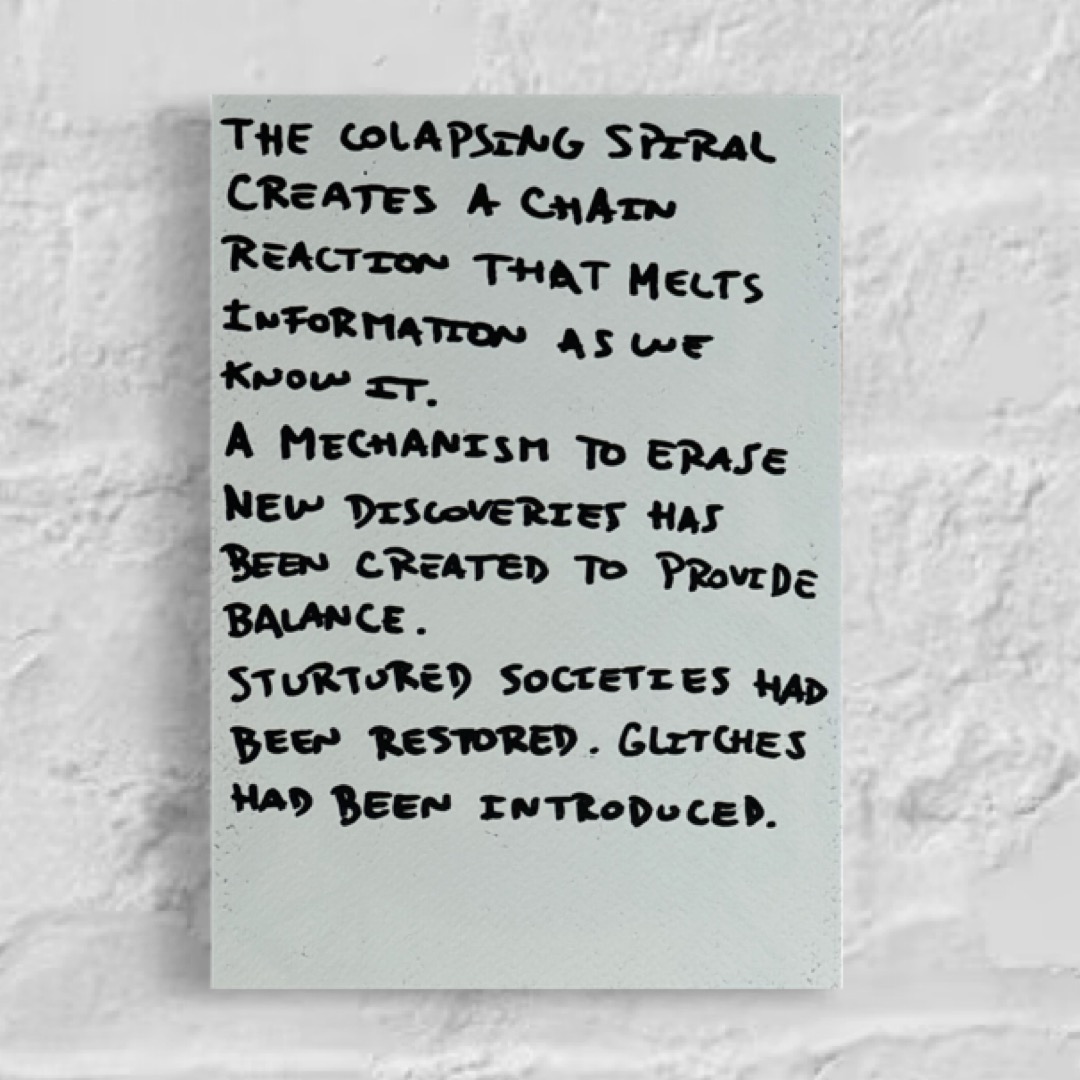 THE COLAPSING SPIRAL
CREATES A CHAIN
REACTION THAT MELTS
INFORMATION AS WE
KNOW IT.
A MECHANISM TO ERASE
NEW DISCOVERIES HAS
BEEN CREATED TO PROVIDE
BALANCE.
STURTURED SOCIETIES HAD
BEEN RESTORED. GLITCHES
HAD BEEN INTRODUCED.